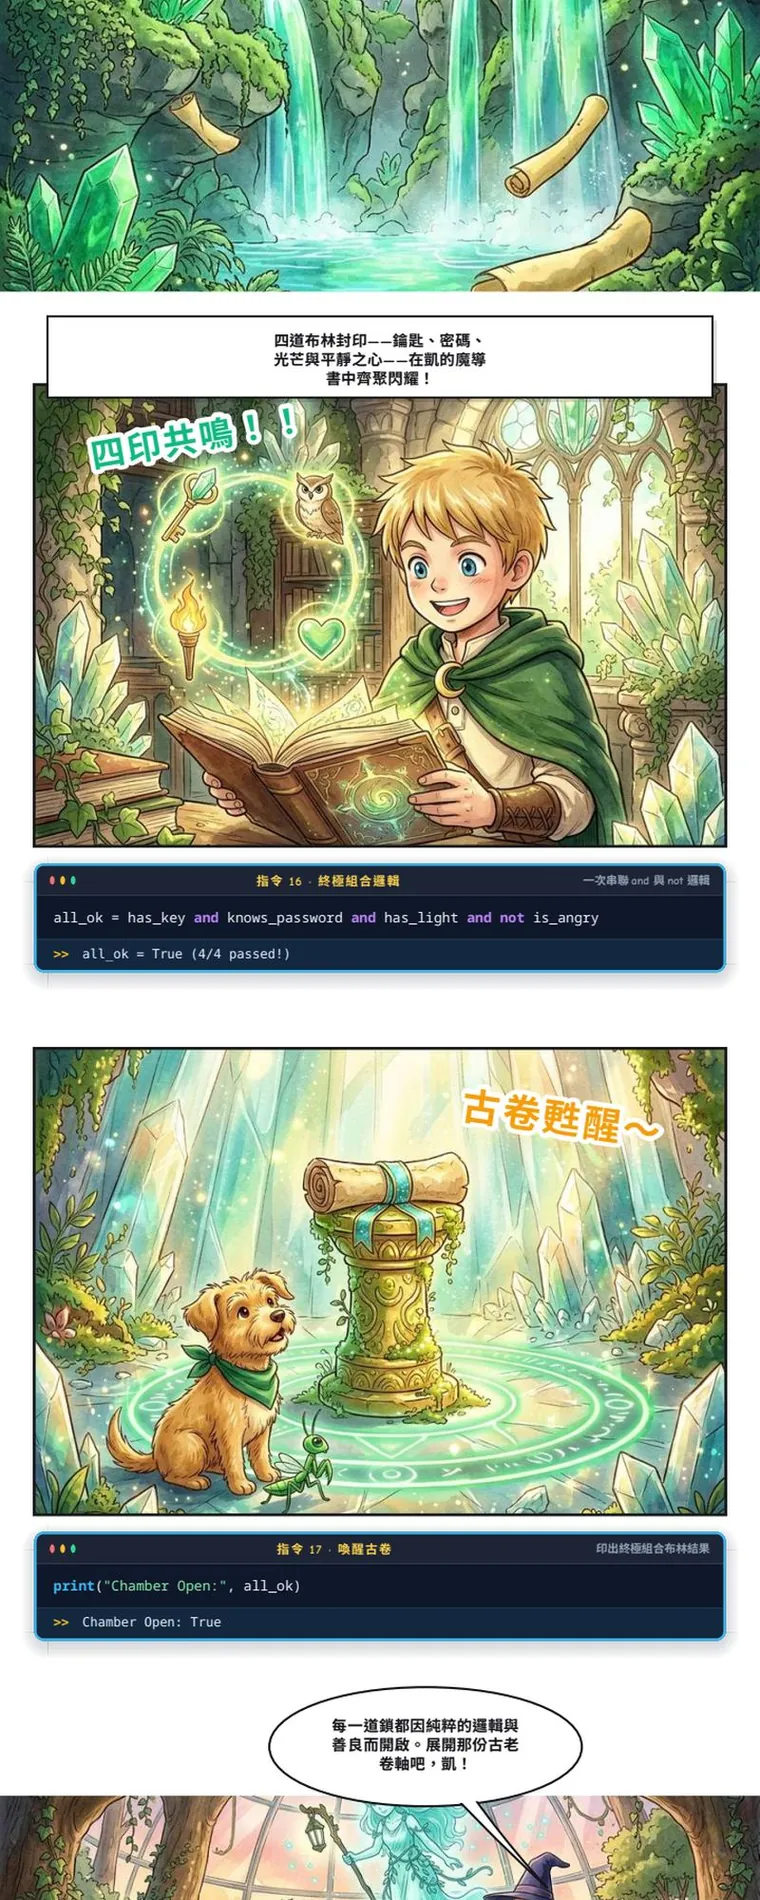 四道布林封印——鑰匙、密碼、
光芒與平靜之心——在凱的魔導
書中齊聚閃耀！
四印共鳴！！
指令 16 · 終極組合邏輯
一次串聯 and 與 not 邏輯
all_ok = has_key and knows_password and has_light and not is_angry
>> all_ok = True (4/4 passed!)
古卷甦醒～
指令 17 · 喚醒古卷
印出終極組合布林結果
print("Chamber Open:", all_ok)
>> Chamber Open: True
每一道鎖都因純粹的邏輯與
善良而開啟。展開那份古老
卷軸吧，凱！